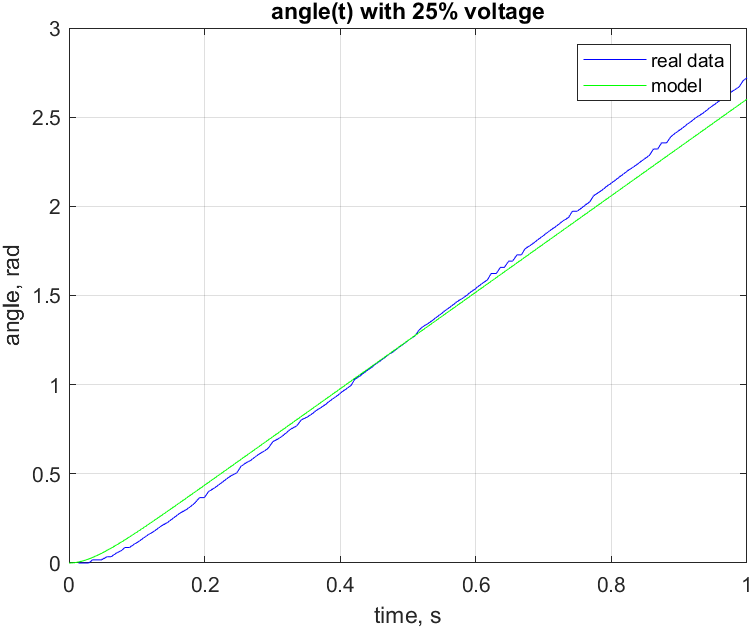 angle(t) with 25% voltage
real data
model
3
2.5
2
1.5
1
0.5
0
angle, rad
0
0.2
0.4
0.6
0.8
1
time, s